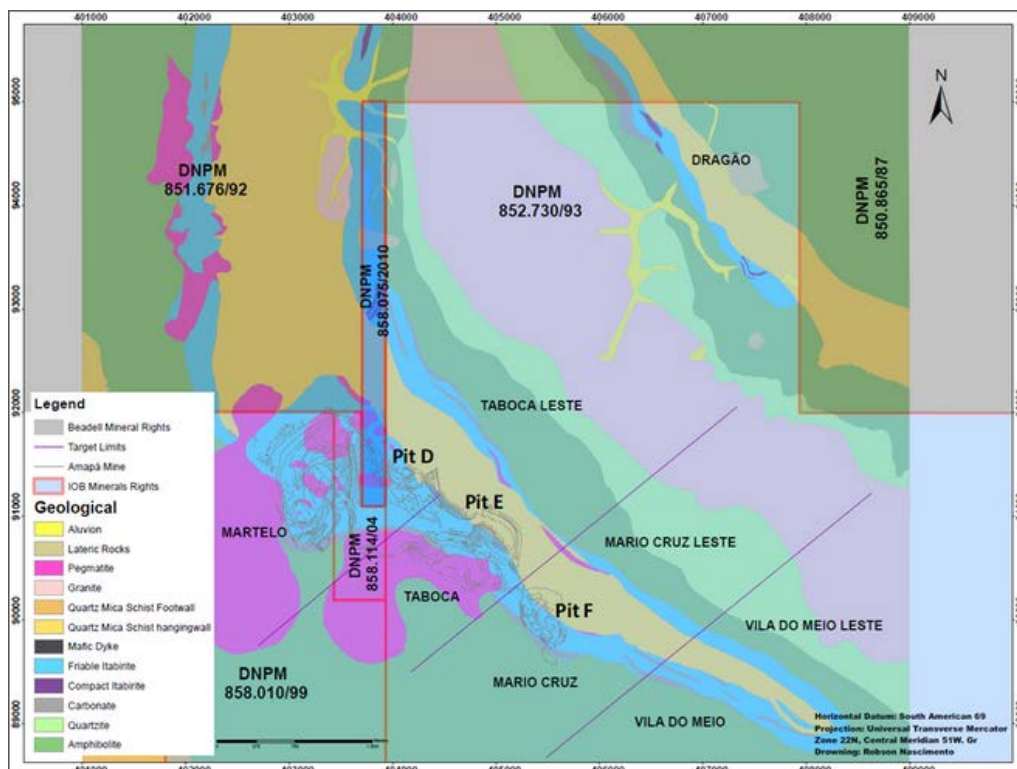 401000 402000 403000 404000 405000 406000 407000 408000 409000
95000
94000
93000
92000
91000
90000
89000
N
DNPM
851.676/92
DNPM
858.075/2010
DNPM
852.730/93
DRAGÃO
DNPM
850.865/87
TABOCA LESTE
Pit D
Pit E
MARTELO
DNPM
858.114/04
MARIO CRUZ LESTE
TABOCA
Pit F
VILA DO MEIO LESTE
DNPM
858.010/99
MARIO CRUZ
VILA DO MEIO
Legend
Beadell Mineral Rights
Target Limits
Amapá Mine
IOB Minerals Rights
Geological
Aluvion
Lateric Rocks
Pegmatite
Granite
Quartz Mica Schist Footwall
Quartz Mica Schist hangingwall
Mafic Dyke
Friable Itabirite
Compact Itabirite
Carbonate
Quartzite
Amphibolite
Horizontal Datum: South American 69
Projection: Universal Transverse Mercator
Zone 22N, Central Meridian 51W. Gr
Drowning: Robson Nascimento